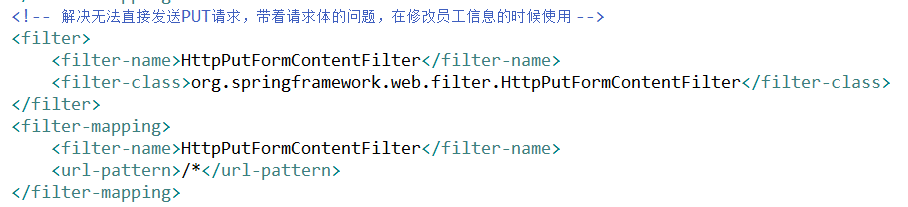 <!-- 解决无法直接发送PUT请求，带着请求体的问题，在修改员工信息的时候使用 -->
<filter>
    <filter-name>HttpPutFormContentFilter</filter-name>
    <filter-class>org.springframework.web.filter.HttpPutFormContentFilter</filter-class>
</filter>
<filter-mapping>
    <filter-name>HttpPutFormContentFilter</filter-name>
    <url-pattern>/*</url-pattern>
</filter-mapping>